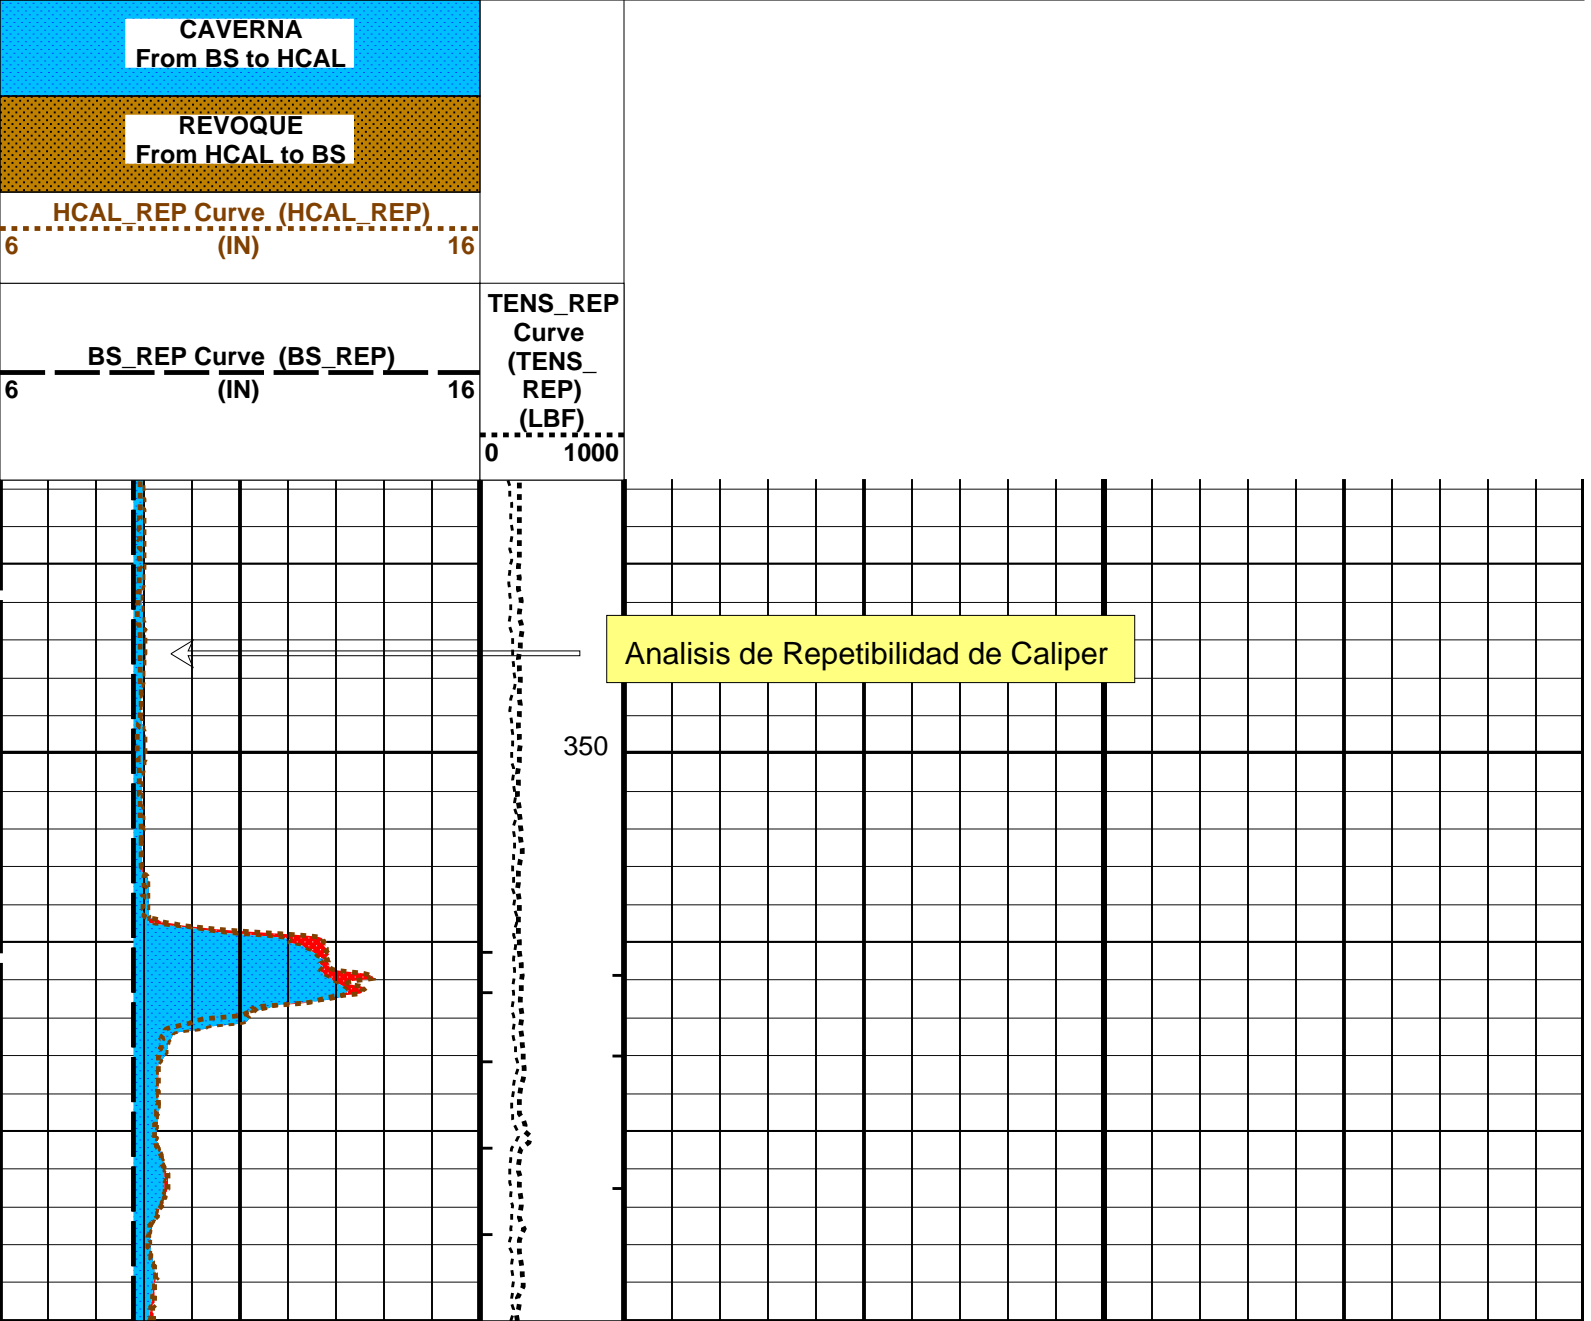 CAVERNA
From BS to HCAL
REVOQUE
From HCAL to BS
HCAL_REP Curve (HCAL_REP)
6 (IN) 16
BS_REP Curve (BS_REP)
6 (IN) 16
TENS_REP
Curve
(TENS_
REP)
(LBF)
0 1000
Analisis de Repetibilidad de Caliper
350